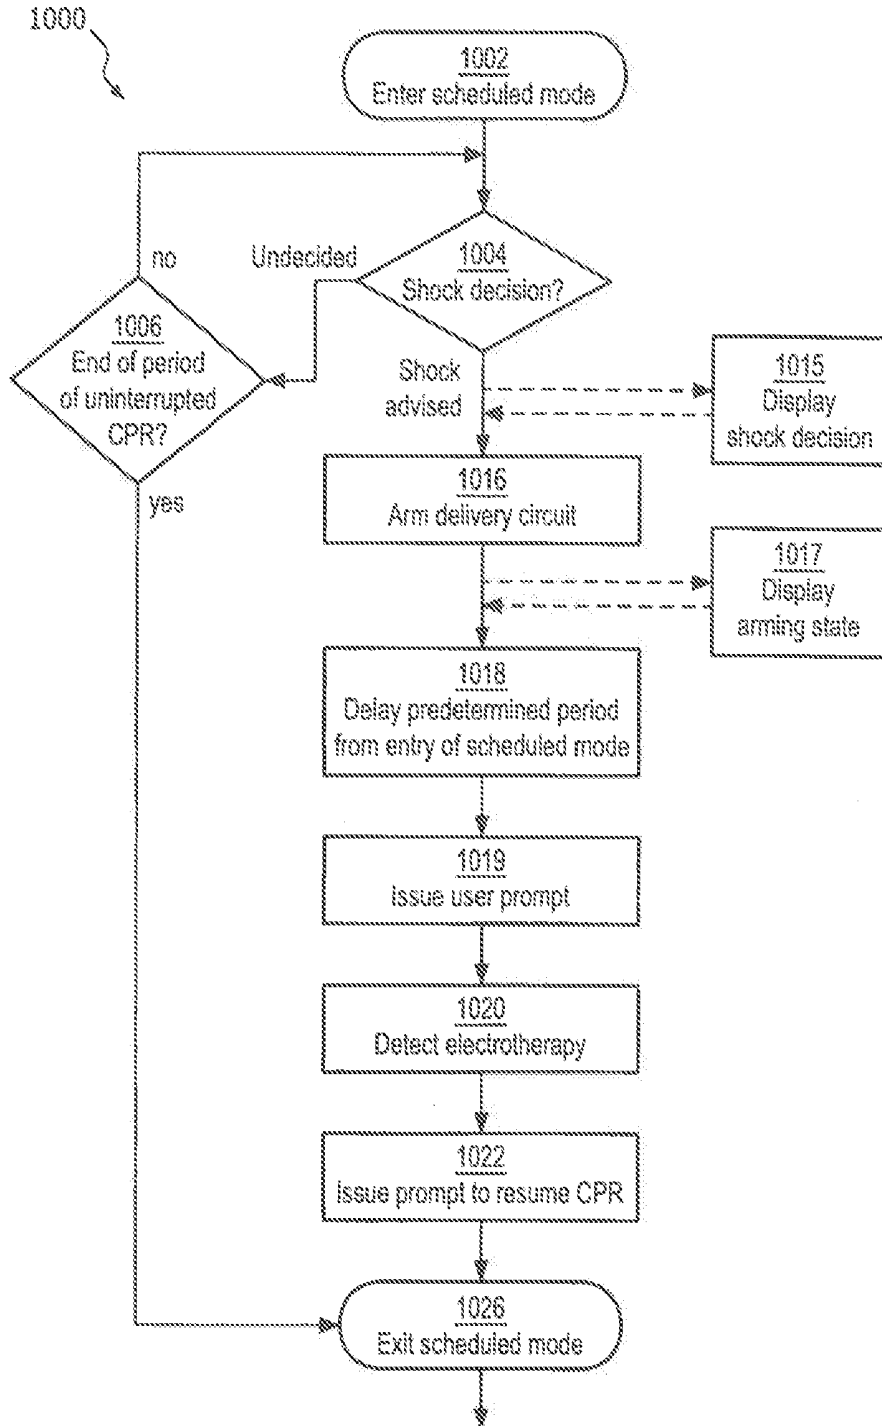 1000
1002
Enter scheduled mode
no
Undecided
1004
Shock decision?
1006
End of period
of uninterrupted
CPR?
Shock
advised
1015
Display
shock decision
yes
1016
Arm delivery circuit
1017
Display
arming state
1018
Delay predetermined period
from entry of scheduled mode
1019
Issue user prompt
1020
Detect electrotherapy
1022
Issue prompt to resume CPR
1026
Exit scheduled mode